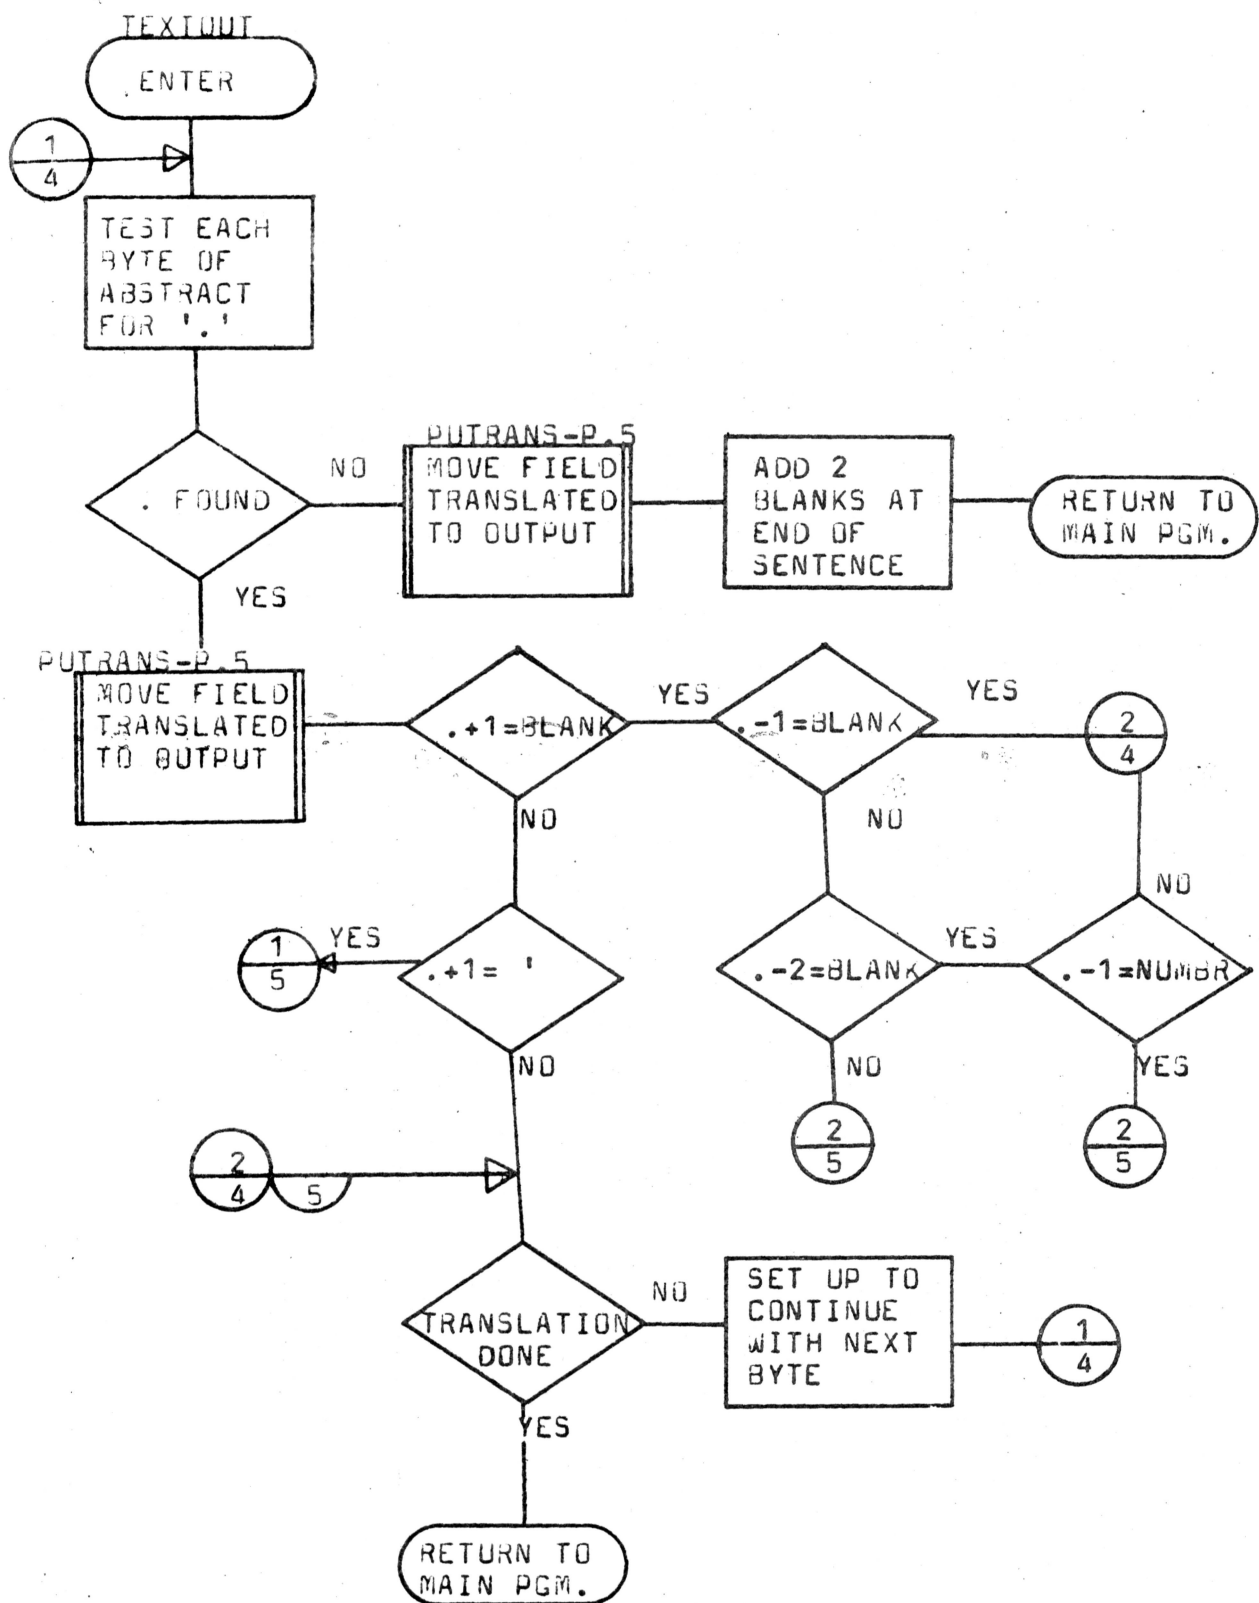 TEXTOUT
ENTER
1
4
TEST EACH
BYTE OF
ABSTRACT
FOR '.'
. FOUND
NO
YES
PUTRANS-P.5
MOVE FIELD
TRANSLATED
TO OUTPUT
ADD 2
BLANKS AT
END OF
SENTENCE
RETURN TO
MAIN PGM.
PUTRANS-P.5
MOVE FIELD
TRANSLATED
TO OUTPUT
.+1=BLANK
YES
NO
.-1=BLANK
YES
NO
2
4
.+1= '
YES
1
5
NO
.-2=BLANK
YES
NO
2
5
.-1=NUMBR
NO
YES
2
5
2
4
5
TRANSLATION
DONE
NO
YES
SET UP TO
CONTINUE
WITH NEXT
BYTE
1
4
RETURN TO
MAIN PGM.